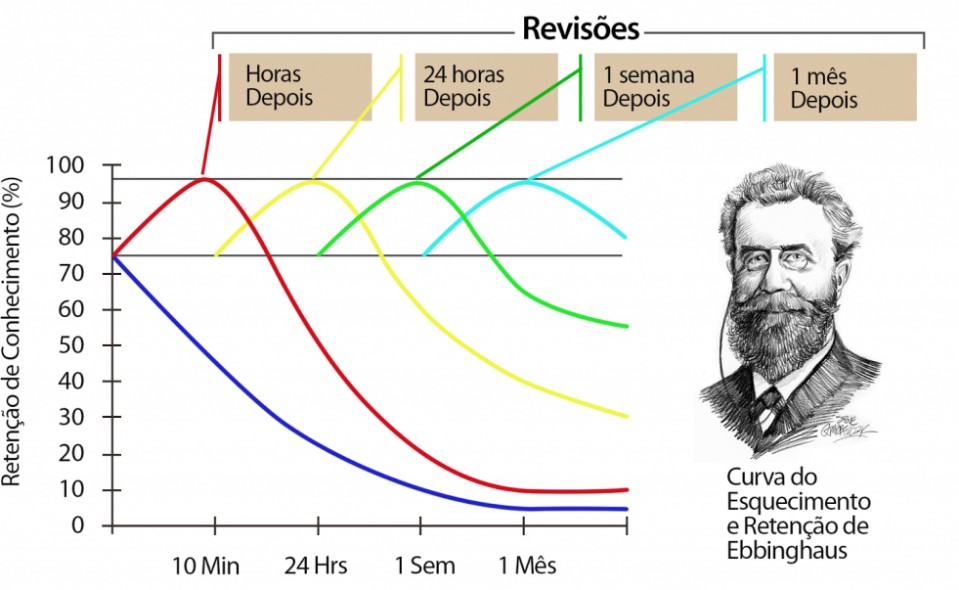 Revisões
Horas
Depois
24 horas
Depois
1 semana
Depois
1 mês
Depois
Retenção de Conhecimento (%)
100
90
80
70
60
50
40
30
20
10
0
10 Min
24 Hrs
1 Sem
1 Mês
Curva do
Esquecimento
e Retenção de
Ebbinghaus